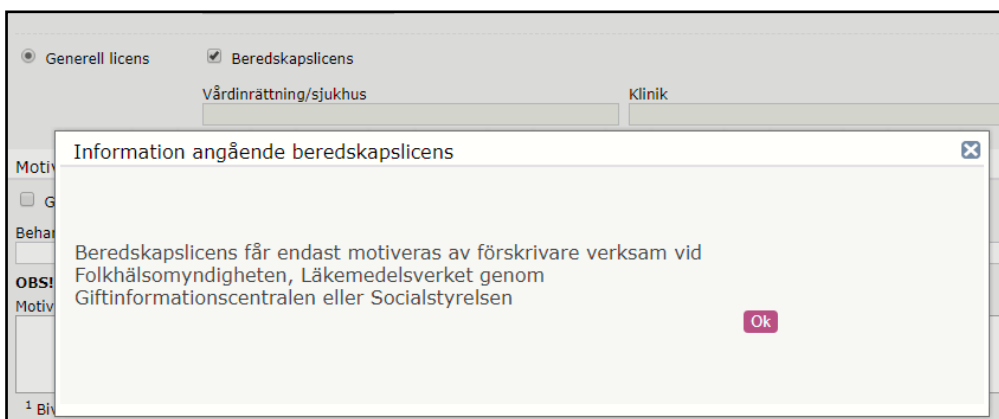 Generell licens Beredskapslicens
Vårdinrättning/sjukhus Klinik
Information angående beredskapslicens
Beredskapslicens får endast motiveras av förskrivare verksam vid
Folkhälsomyndigheten, Läkemedelsverket genom
Giftinformationscentralen eller Socialstyrelsen
Ok
OBS!